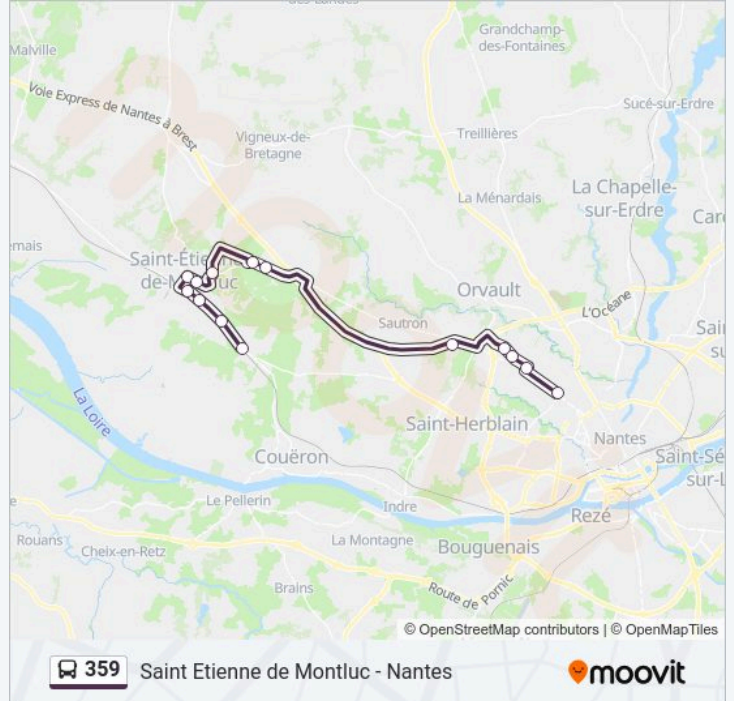 Grandchamp-
des-Fontaines
Malville
Voie Express de Nantes à Brest
Sucé-sur-Erdre
Vigneux-de-
Bretagne
Treillières
La Ménardais
La Chapelle-
sur-Erdre
Saint-Étienne
de-Montluc
Orvault
L'Océane
Sautron
La Loire
Saint-Herblain
Nantes
Couëron
Le Pellerin
Indre
Rezé
Rouans
Cheix-en-Retz
La Montagne
Bouguenais
Brains
Route de Pornic
© OpenStreetMap contributors | © OpenMapTiles
359 Saint Etienne de Montluc - Nantes
moovit